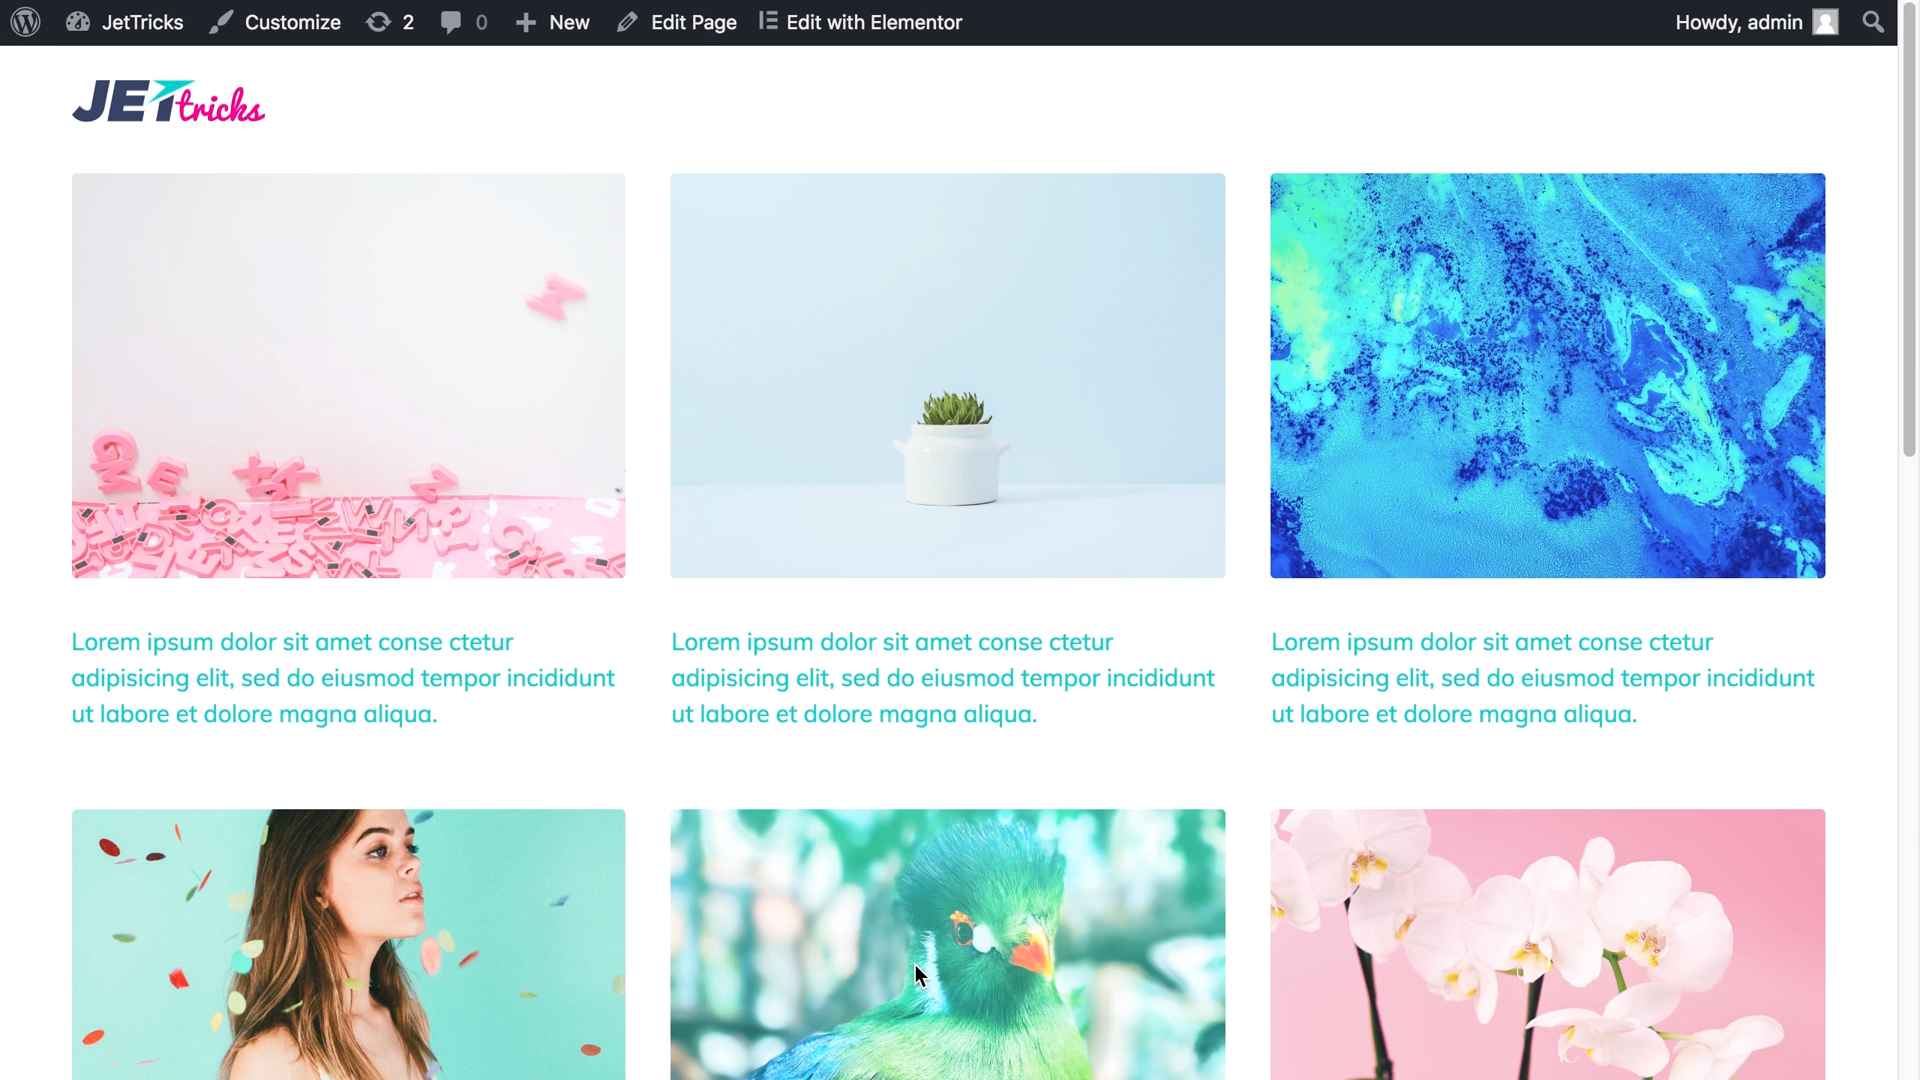 JetTricks Customize 2 0 New Edit Page Edit with Elementor Howdy, admin
JETtricks
Lorem ipsum dolor sit amet conse ctetur
adipisicing elit, sed do eiusmod tempor incididunt
ut labore et dolore magna aliqua.
Lorem ipsum dolor sit amet conse ctetur
adipisicing elit, sed do eiusmod tempor incididunt
ut labore et dolore magna aliqua.
Lorem ipsum dolor sit amet conse ctetur
adipisicing elit, sed do eiusmod tempor incididunt
ut labore et dolore magna aliqua.